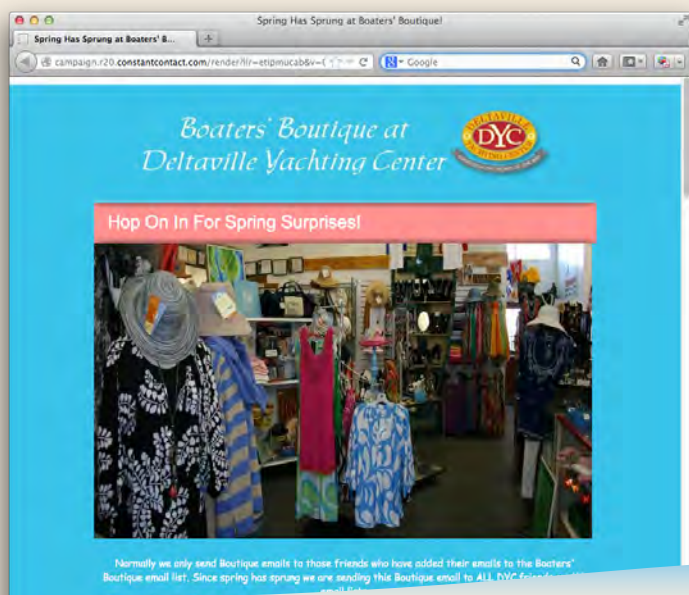 Spring Has Sprung at Boaters' Boutique!
Spring Has Sprung at Boaters' B...
campaign.r20.constantcontact.com/render?llr=etipmucab&v=
Google
Boaters' Boutique at
Deltaville Yachting Center
DELTAVILLE
DYC
Hop On In For Spring Surprises!
Normally we only send Boutique emails to those friends who have added their emails to the Boaters'
Boutique email list. Since spring has sprung we are sending this Boutique email to ALL DYC friends